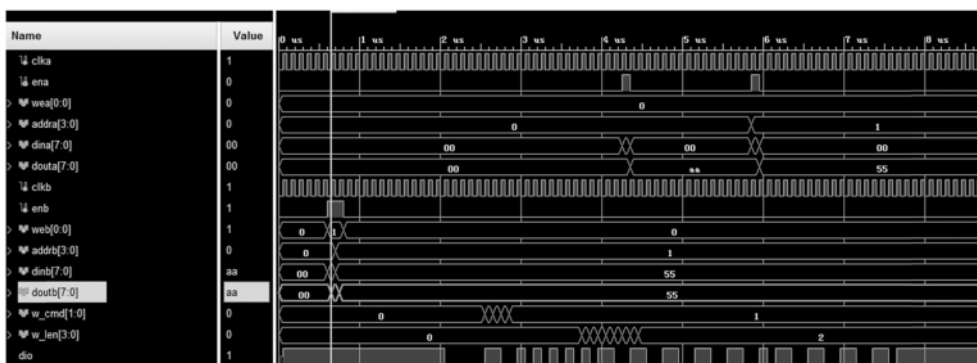 Name Value 0 us 1 us 2 us 3 us 4 us 5 us 6 us 7 us 8 us
clka 1
ena 0
wea[0:0] 0 0
addra[3:0] 0 0 1
dina[7:0] 00 00 00 00
douta[7:0] 00 00 aa 55
clkb 1
enb 1
web[0:0] 1 0 1 0
addrb[3:0] 0 0 1
dinb[7:0] aa 00 55
doutb[7:0] aa 00 55
w_cmd[1:0] 0 0 1
w_len[3:0] 0 0 2
dio 1